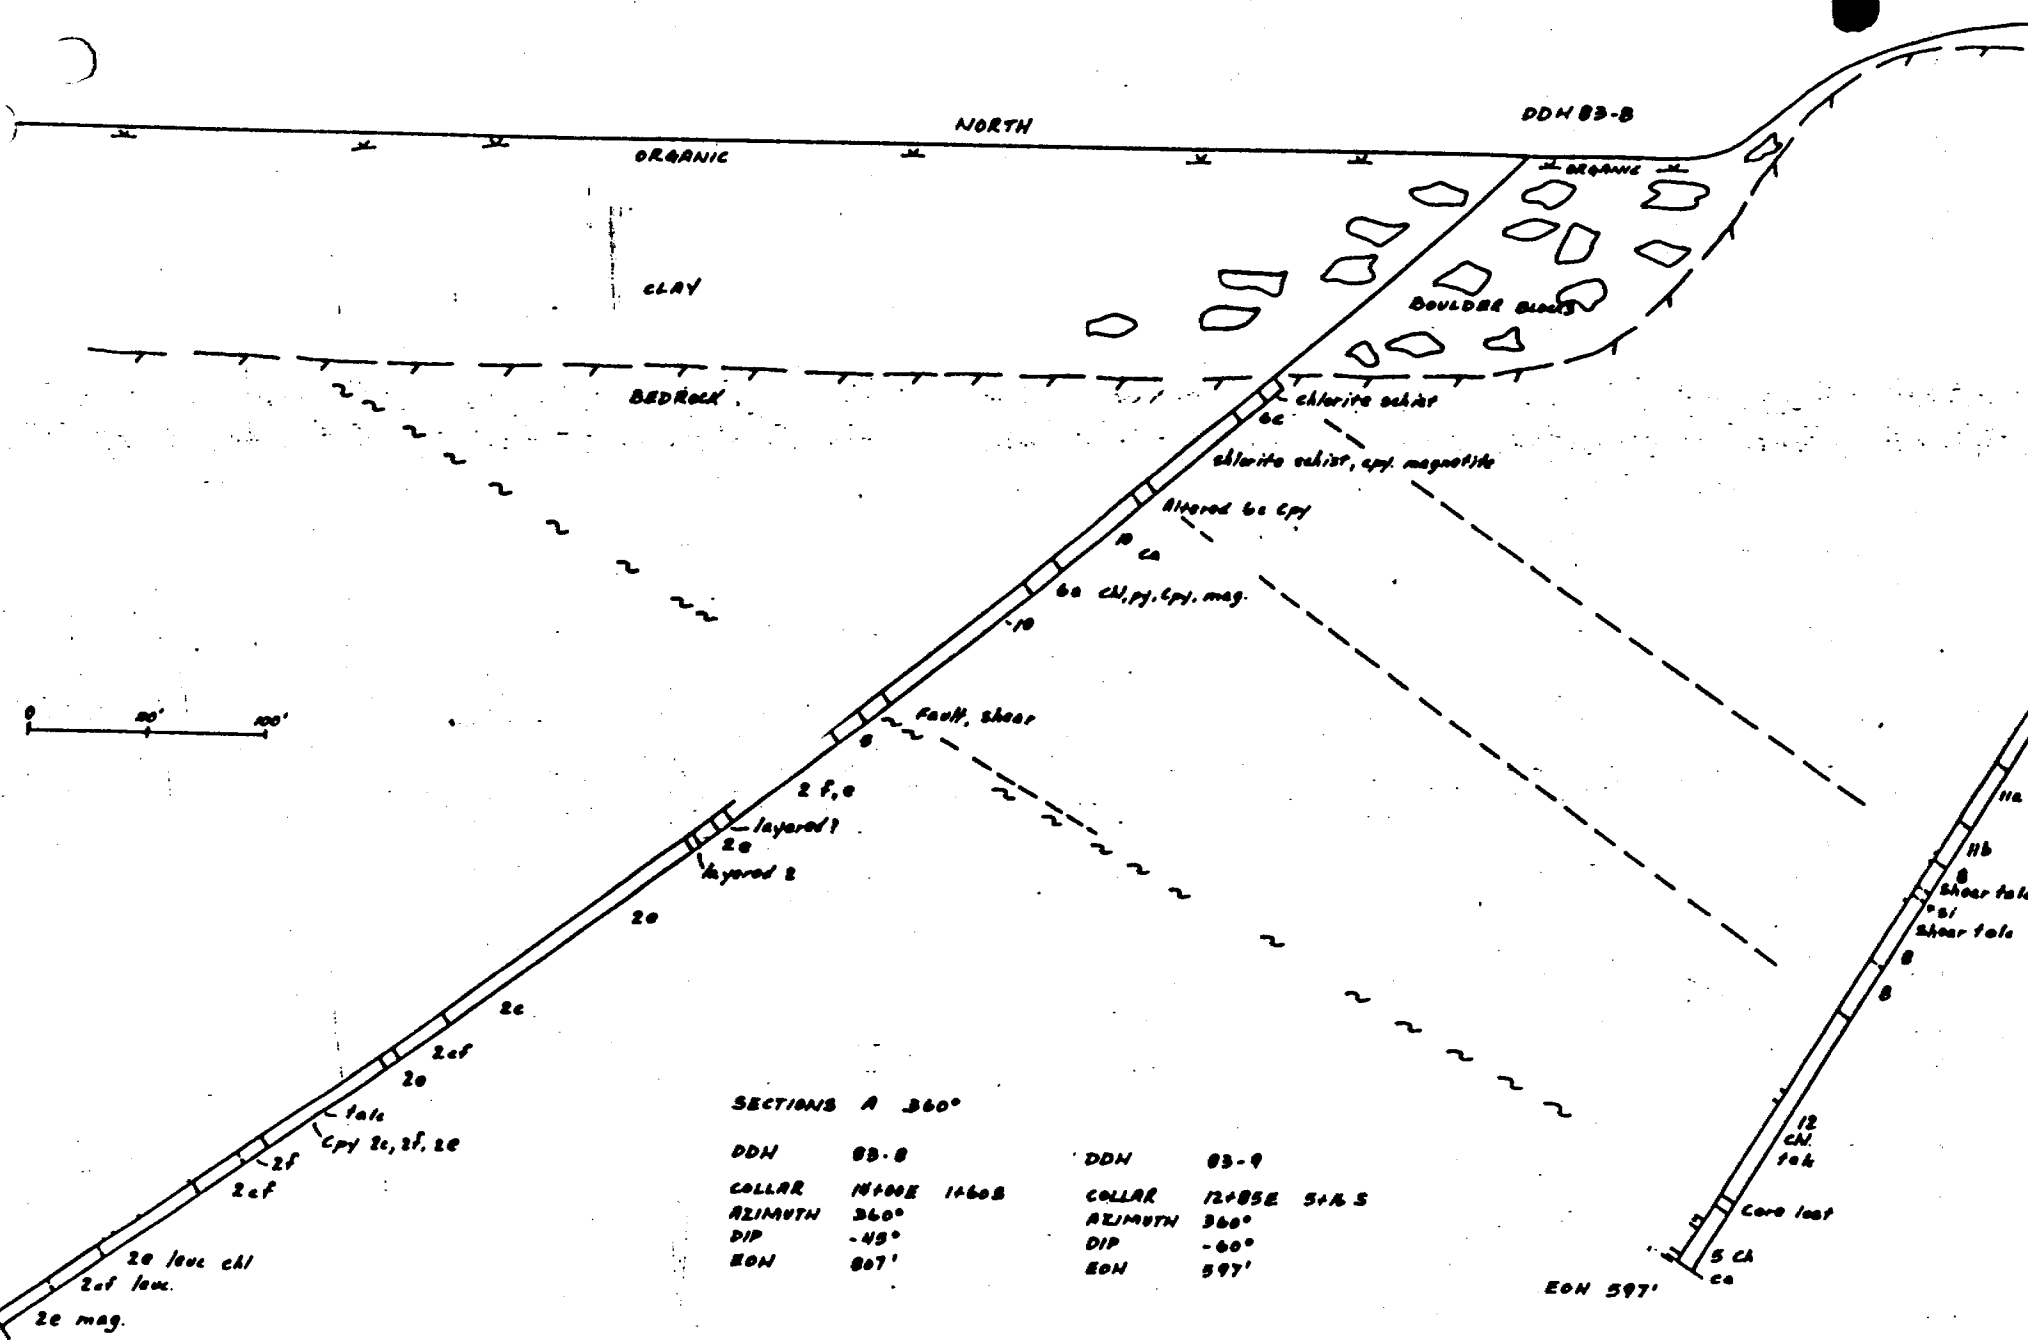 DDH 83-8
NORTH
ORGANIC
ORGANIC
CLAY
BOULDER BLOCKS
BEDROCK
chlorite schist
6c
chlorite schist, cpy. magnetite
Altered 6c Cpy
10
ca
6a chl, py, cpy, mag.
10
0 50' 100'
Fault, shear
8
2 f, e
layered?
2e
layered 2
2e
11a
11b
8
Shear talc
si
Shear talc
8
8
2c
2ef
2e
talc
Cpy 2c, 2f, 2e
2f
2ef
2e leuc chl
2ef leuc.
2e mag.
SECTIONS A 360°
DDH 83-8
COLLAR 1+60S
AZIMUTH 360°
DIP -45°
EOH 807'
DDH 83-9
COLLAR 12+85E S
AZIMUTH 360°
DIP -60°
EOH 597'
12
chl.
talc
Core lost
5 ch
ca
EOH 597'